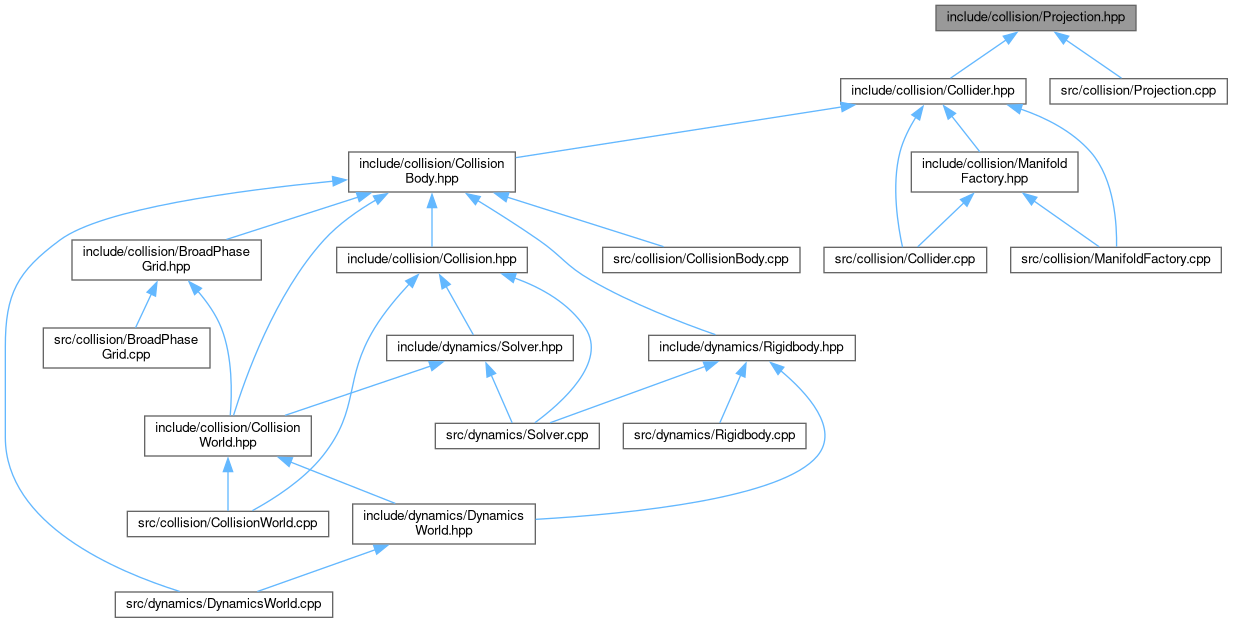 include/collision/Projection.hpp
include/collision/Collider.hpp
src/collision/Projection.cpp
include/collision/Collision
Body.hpp
include/collision/Manifold
Factory.hpp
include/collision/BroadPhase
Grid.hpp
include/collision/Collision.hpp
src/collision/CollisionBody.cpp
src/collision/Collider.cpp
src/collision/ManifoldFactory.cpp
src/collision/BroadPhase
Grid.cpp
include/dynamics/Solver.hpp
include/dynamics/Rigidbody.hpp
include/collision/Collision
World.hpp
src/dynamics/Solver.cpp
src/dynamics/Rigidbody.cpp
src/collision/CollisionWorld.cpp
include/dynamics/Dynamics
World.hpp
src/dynamics/DynamicsWorld.cpp